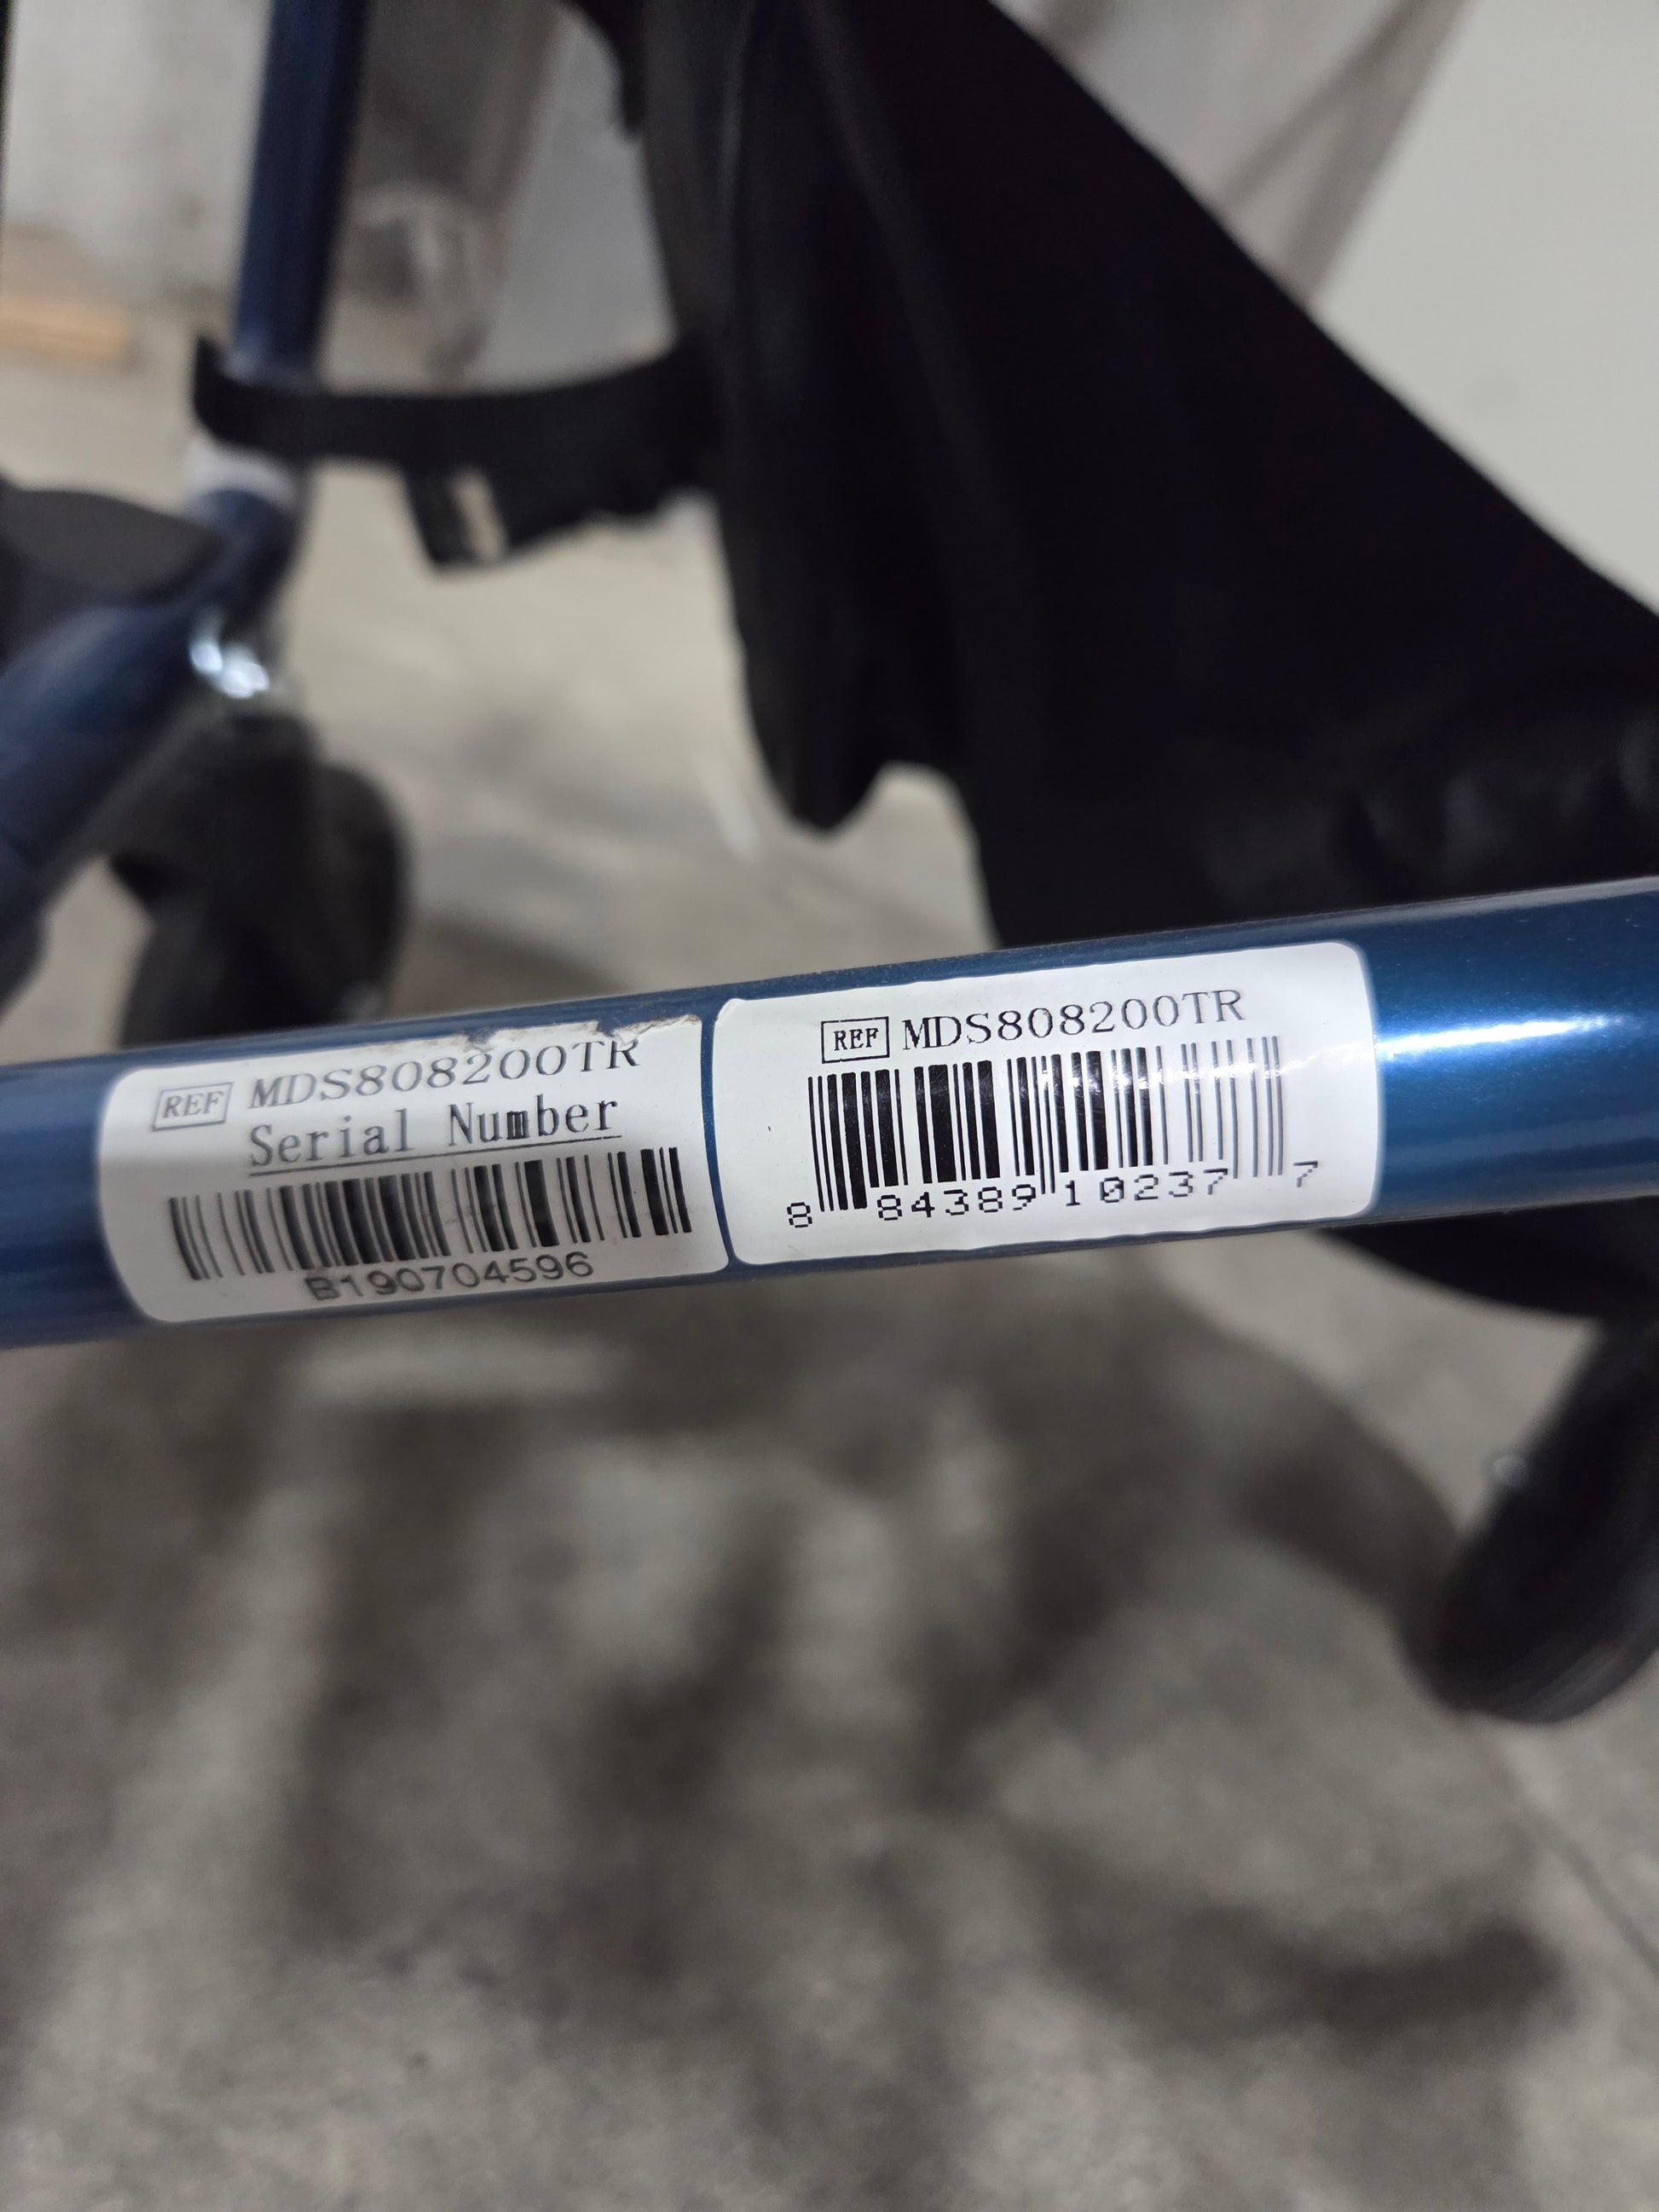 REF MDS808200TR
Serial Number
B190704596
REF MDS808200TR
8 84389 10237 7